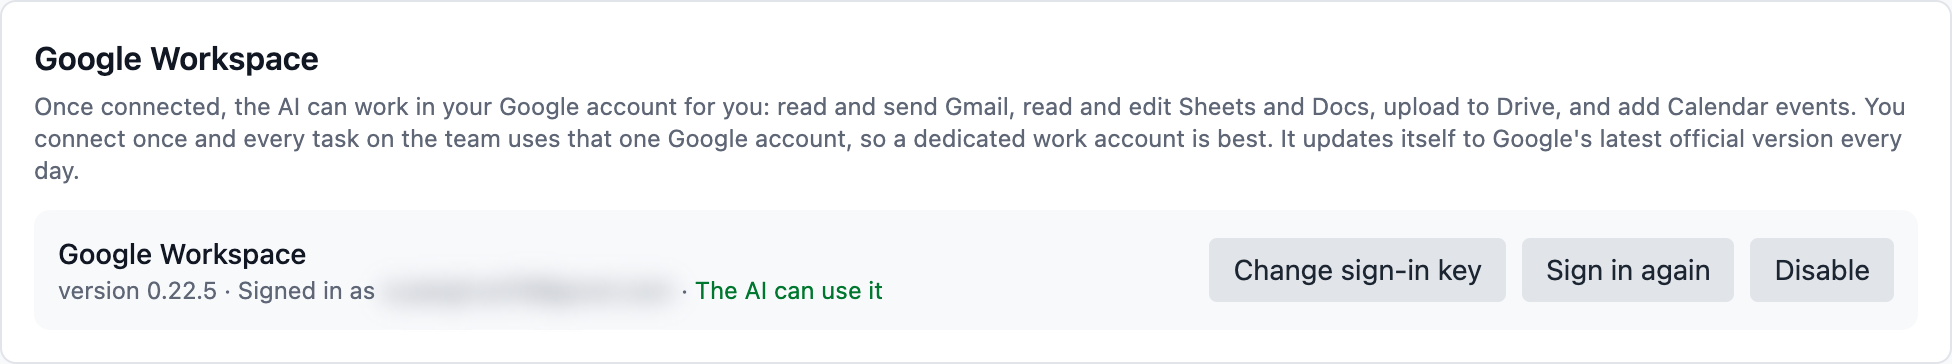 Google Workspace
Once connected, the AI can work in your Google account for you: read and send Gmail, read and edit Sheets and Docs, upload to Drive, and add Calendar events. You
connect once and every task on the team uses that one Google account, so a dedicated work account is best. It updates itself to Google's latest official version every
day.
Google Workspace
version 0.22.5 · Signed in as · The AI can use it
Change sign-in key
Sign in again
Disable